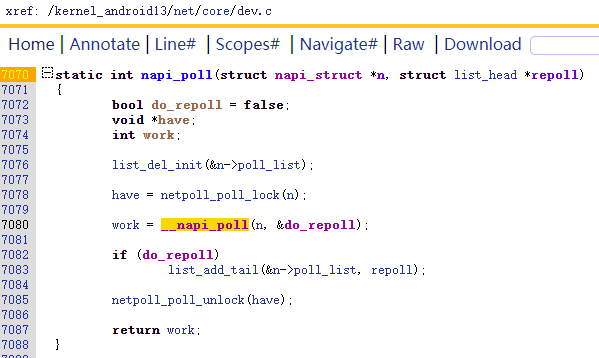 xref: /kernel_android13/net/core/dev.c
Home | Annotate | Line# | Scopes# | Navigate# | Raw | Download
7070 static int napi_poll(struct napi_struct *n, struct list_head *repoll)
7071 {
7072 bool do_repoll = false;
7073 void *have;
7074 int work;
7075
7076 list_del_init(&n->poll_list);
7077
7078 have = netpoll_poll_lock(n);
7079
7080 work = __napi_poll(n, &do_repoll);
7081
7082 if (do_repoll)
7083 list_add_tail(&n->poll_list, repoll);
7084
7085 netpoll_poll_unlock(have);
7086
7087 return work;
7088 }